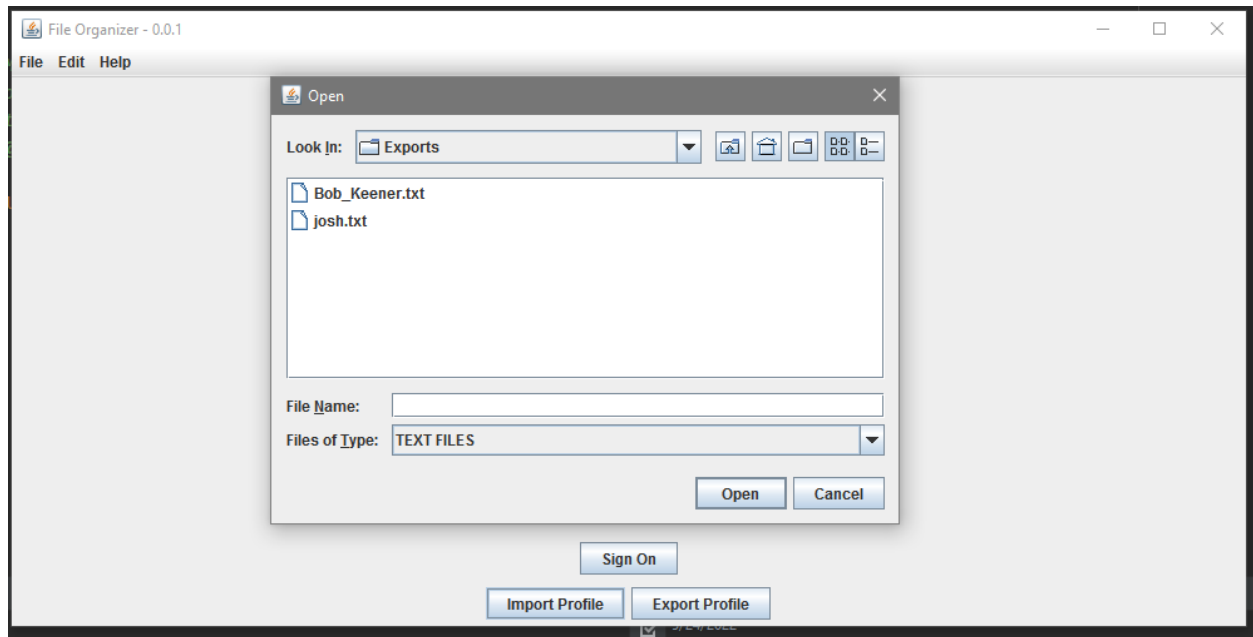 File Organizer - 0.0.1
File Edit Help
Open
Look In: Exports
Bob_Keener.txt
josh.txt
File Name:
Files of Type: TEXT FILES
Open Cancel
Sign On
Import Profile Export Profile